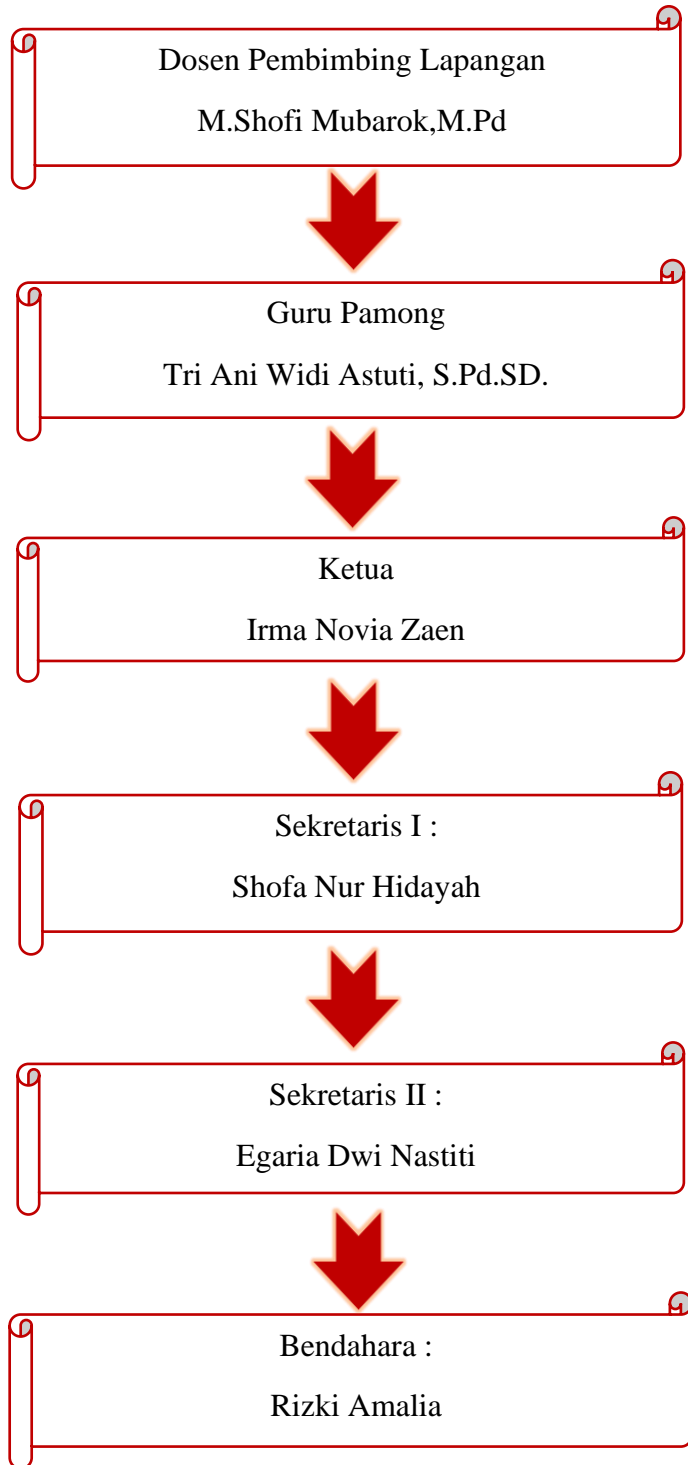 Dosen Pembimbing Lapangan
M.Shofi Mubarok,M.Pd
Guru Pamong
Tri Ani Widi Astuti, S.Pd.SD.
Ketua
Irma Novia Zaen
Sekretaris I :
Shofa Nur Hidayah
Sekretaris II :
Egaria Dwi Nastiti
Bendahara :
Rizki Amalia